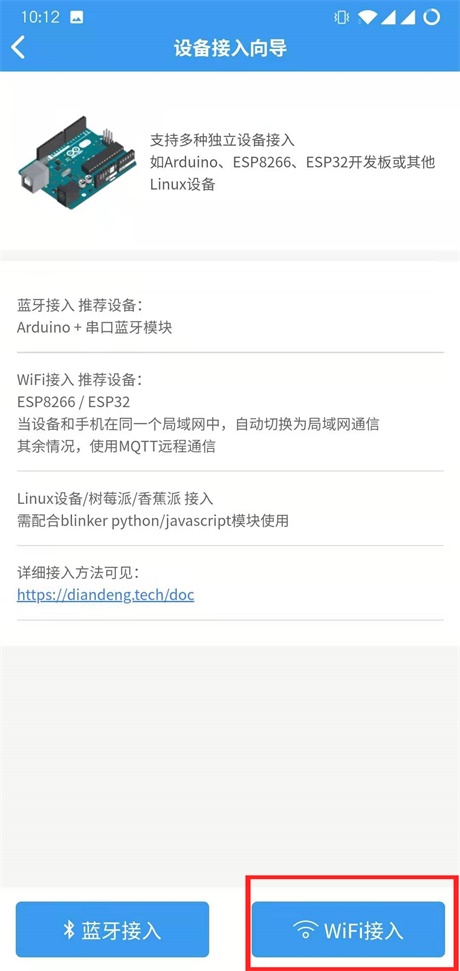 10:12
设备接入向导
支持多种独立设备接入
如Arduino、ESP8266、ESP32开发板或其他
Linux设备
蓝牙接入 推荐设备：
Arduino + 串口蓝牙模块
WiFi接入 推荐设备：
ESP8266 / ESP32
当设备和手机在同一个局域网中，自动切换为局域网通信
其余情况，使用MQTT远程通信
Linux设备/树莓派/香蕉派 接入
需配合blinker python/javascript模块使用
详细接入方法可见：
https://diandeng.tech/doc
蓝牙接入
WiFi接入